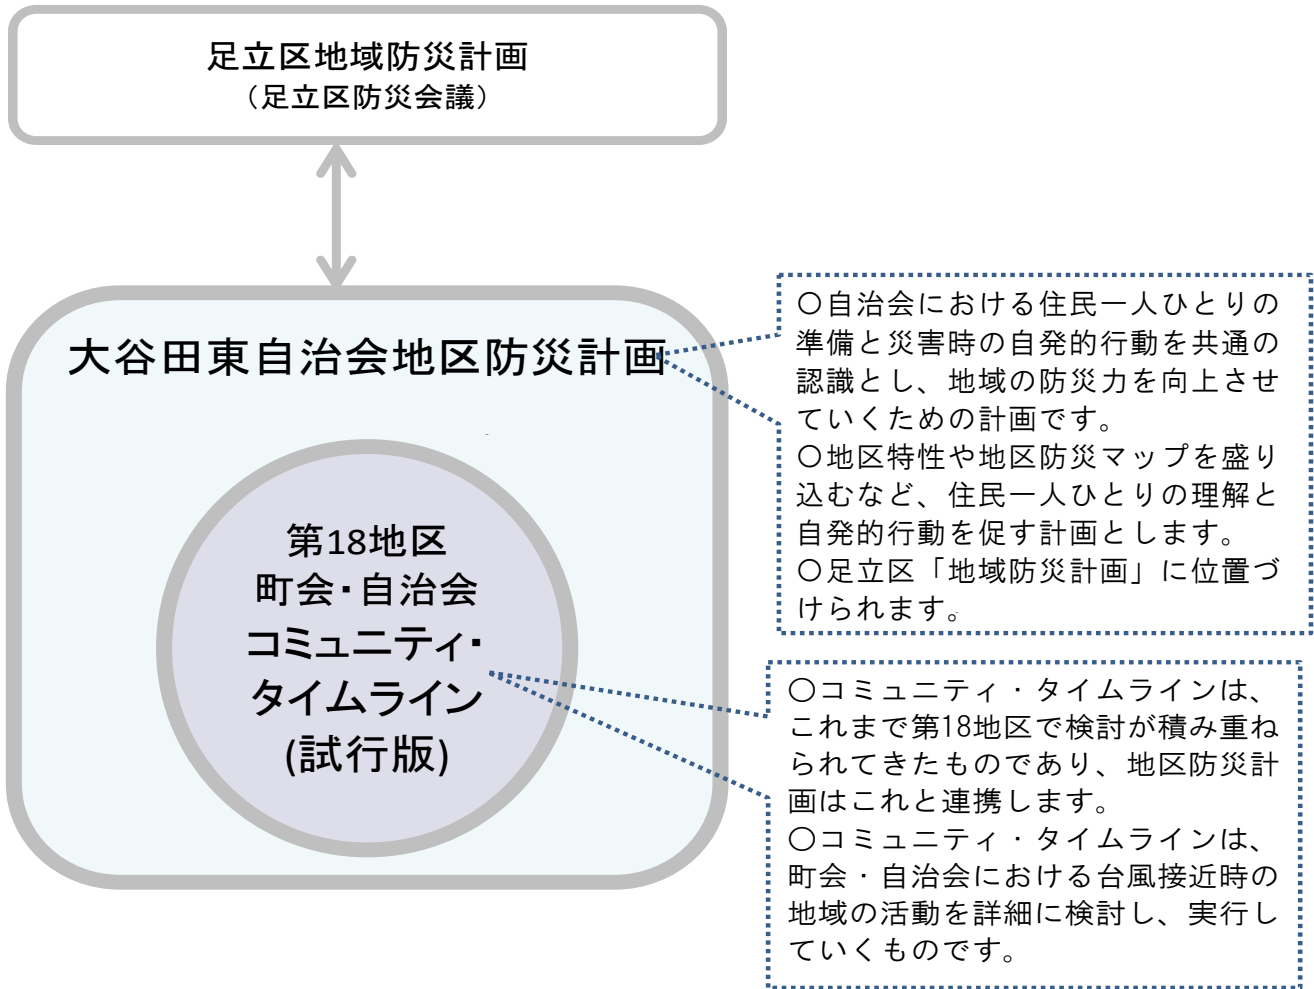 足立区地域防災計画
（足立区防災会議）
大谷田東自治会地区防災計画
第18地区
町会・自治会
コミュニティ・
タイムライン
(試行版)
〇自治会における住民一人ひとりの
準備と災害時の自発的行動を共通の
認識とし、地域の防災力を向上させ
ていくための計画です。
〇地区特性や地区防災マップを盛り
込むなど、住民一人ひとりの理解と
自発的行動を促す計画とします。
〇足立区「地域防災計画」に位置づ
けられます。
〇コミュニティ・タイムラインは、
これまで第18地区で検討が積み重ね
られてきたものであり、地区防災計
画はこれと連携します。
〇コミュニティ・タイムラインは、
町会・自治会における台風接近時の
地域の活動を詳細に検討し、実行し
ていくものです。